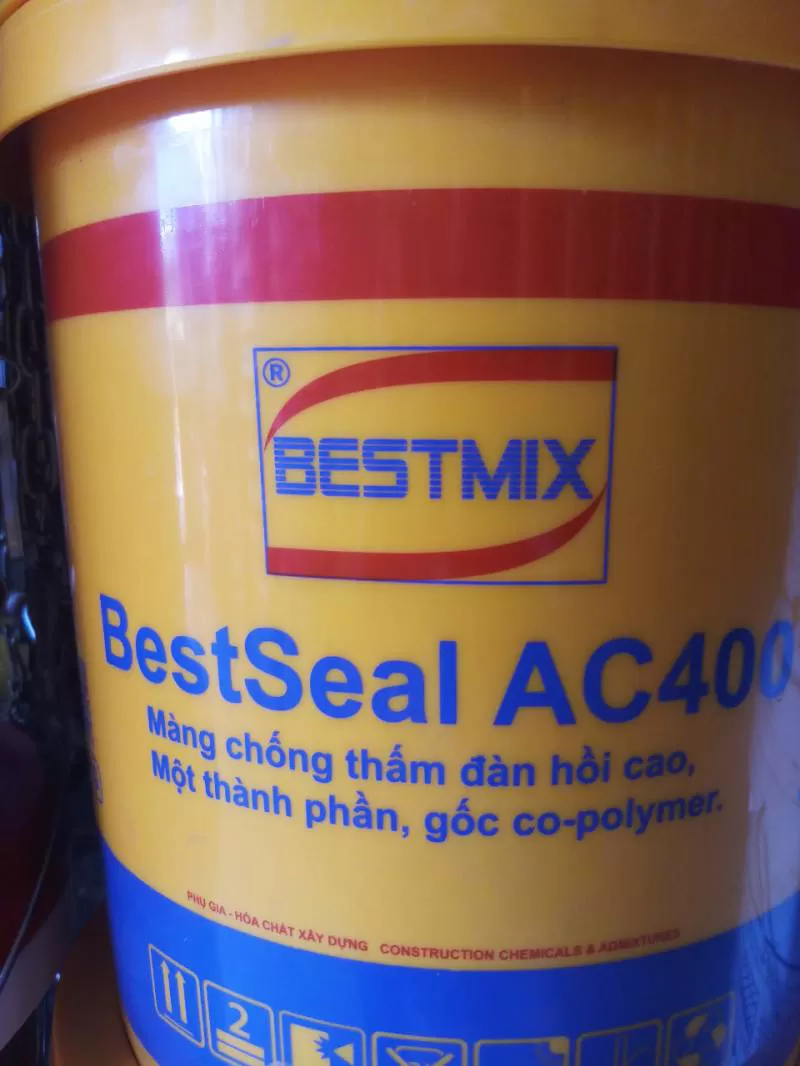 ®
BESTMIX
BestSeal AC400
Màng chống thấm đàn hồi cao,
Một thành phần, gốc co-polymer.
PHỤ GIA - HÓA CHẤT XÂY DỰNG CONSTRUCTION CHEMICALS & ADMIXTURES
2